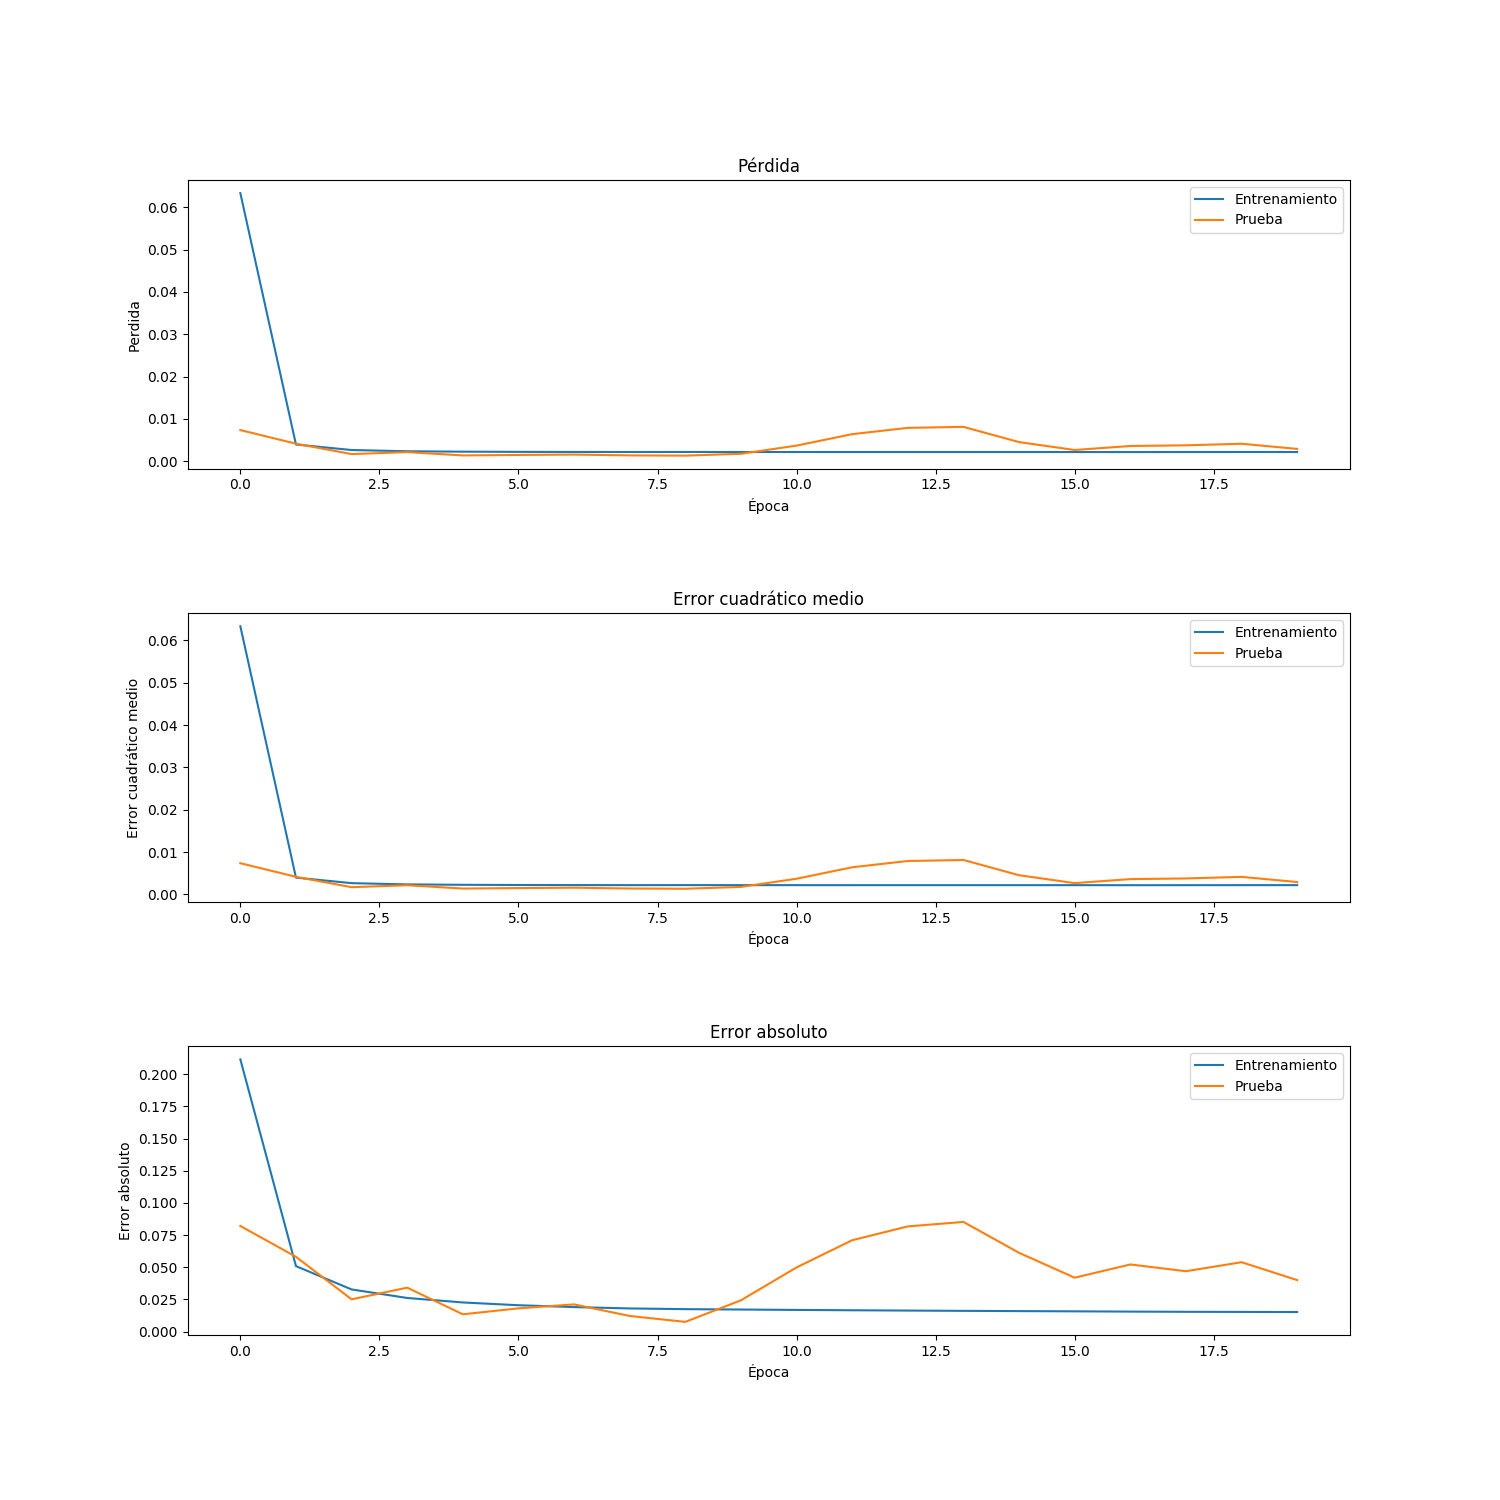 Pérdida
Entrenamiento
Prueba
0.06
0.05
0.04
0.03
0.02
0.01
0.00
Perdida
0.0 2.5 5.0 7.5 10.0 12.5 15.0 17.5
Época
Error cuadrático medio
Entrenamiento
Prueba
0.06
0.05
0.04
0.03
0.02
0.01
0.00
Error cuadrático medio
0.0 2.5 5.0 7.5 10.0 12.5 15.0 17.5
Época
Error absoluto
Entrenamiento
Prueba
0.200
0.175
0.150
0.125
0.100
0.075
0.050
0.025
0.000
Error absoluto
0.0 2.5 5.0 7.5 10.0 12.5 15.0 17.5
Época